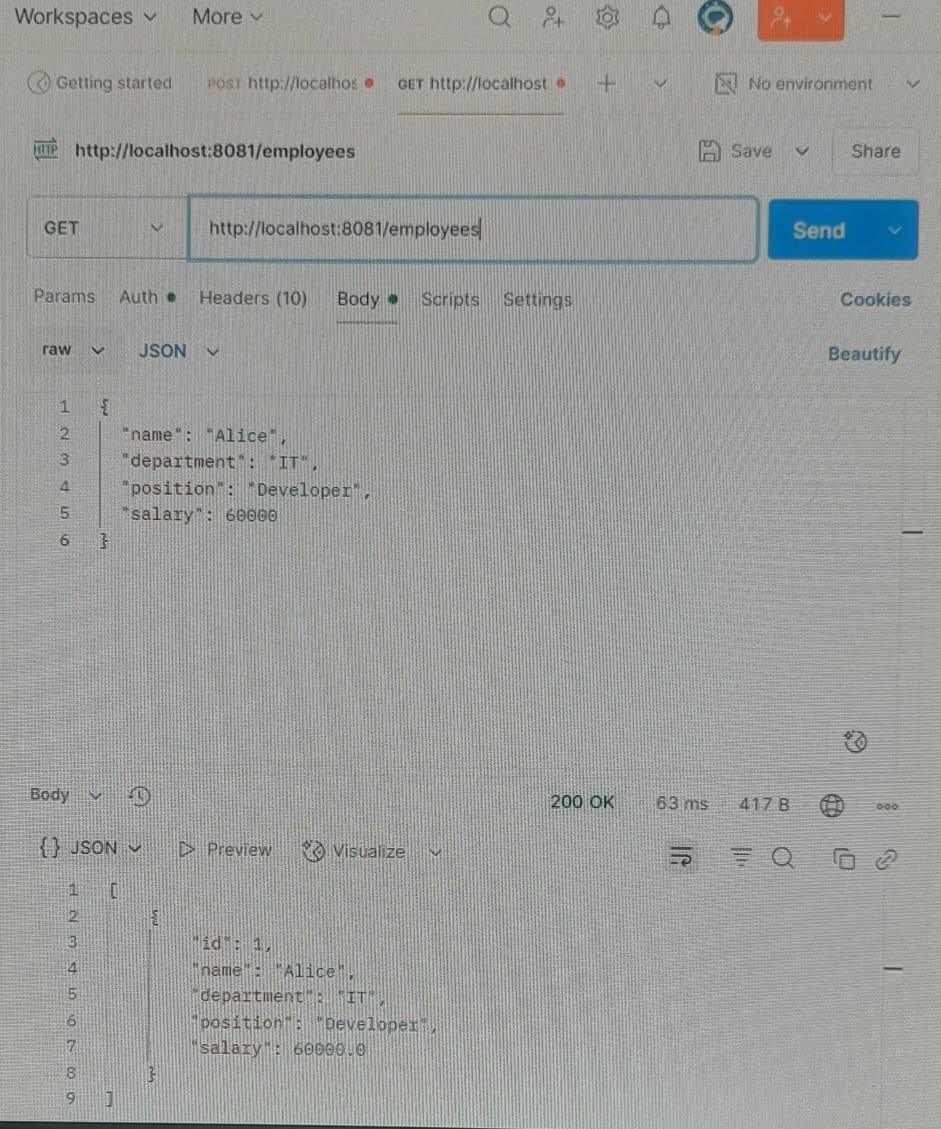 Workspaces More
Getting started POST http://localhos GET http://localhost No environment
HTTP http://localhost:8081/employees Save Share
GET http://localhost:8081/employees Send
Params Auth Headers (10) Body Scripts Settings Cookies
raw JSON Beautify
1 {
2 "name": "Alice",
3 "department": "IT",
4 "position": "Developer",
5 "salary": 60000
6 }
Body 200 OK 63 ms 417 B
{} JSON Preview Visualize
1 [
2 {
3 "id": 1,
4 "name": "Alice",
5 "department": "IT",
6 "position": "Developer",
7 "salary": 60000.0
8 }
9 ]